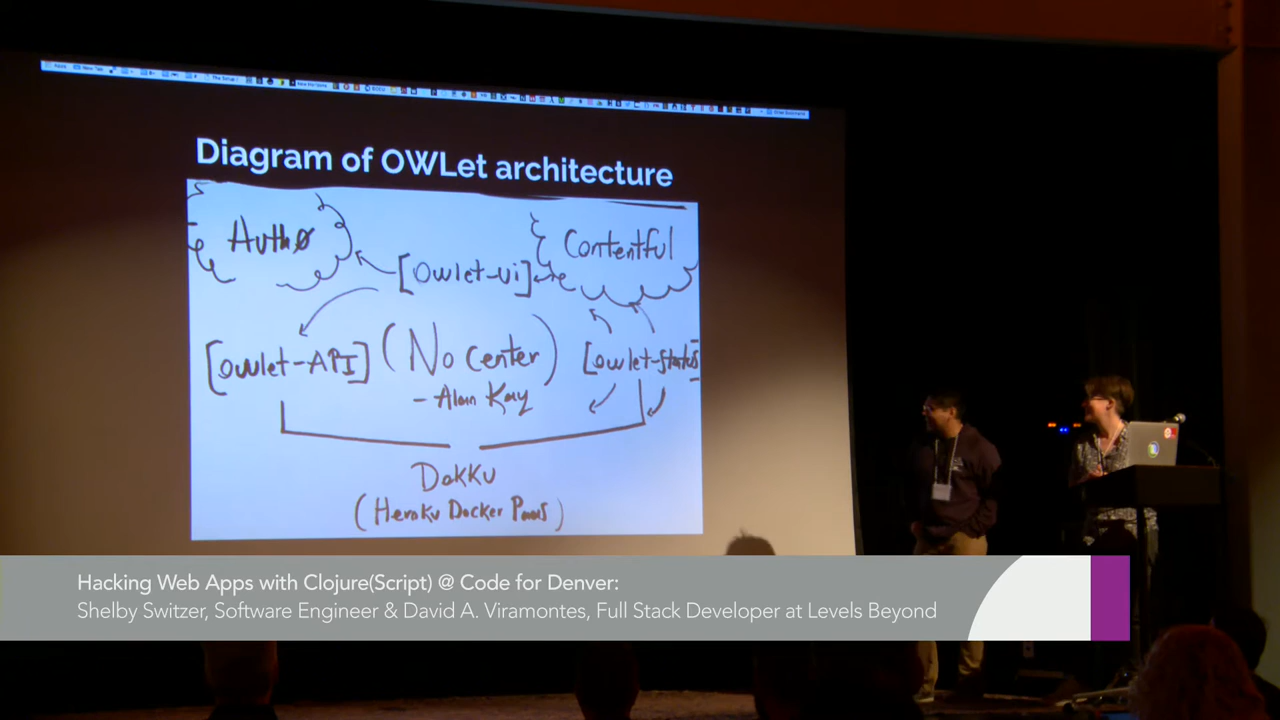 Diagram of OWLet architecture
Auth0
Contentful
[Owlet-ui]
[Owlet-API]
(No center)
- Alan Kay
[owlet-status]
Dokku
(Heroku Docker Paas)
Hacking Web Apps with Clojure(Script) @ Code for Denver:
Shelby Switzer, Software Engineer & David A. Viramontes, Full Stack Developer at Levels Beyond